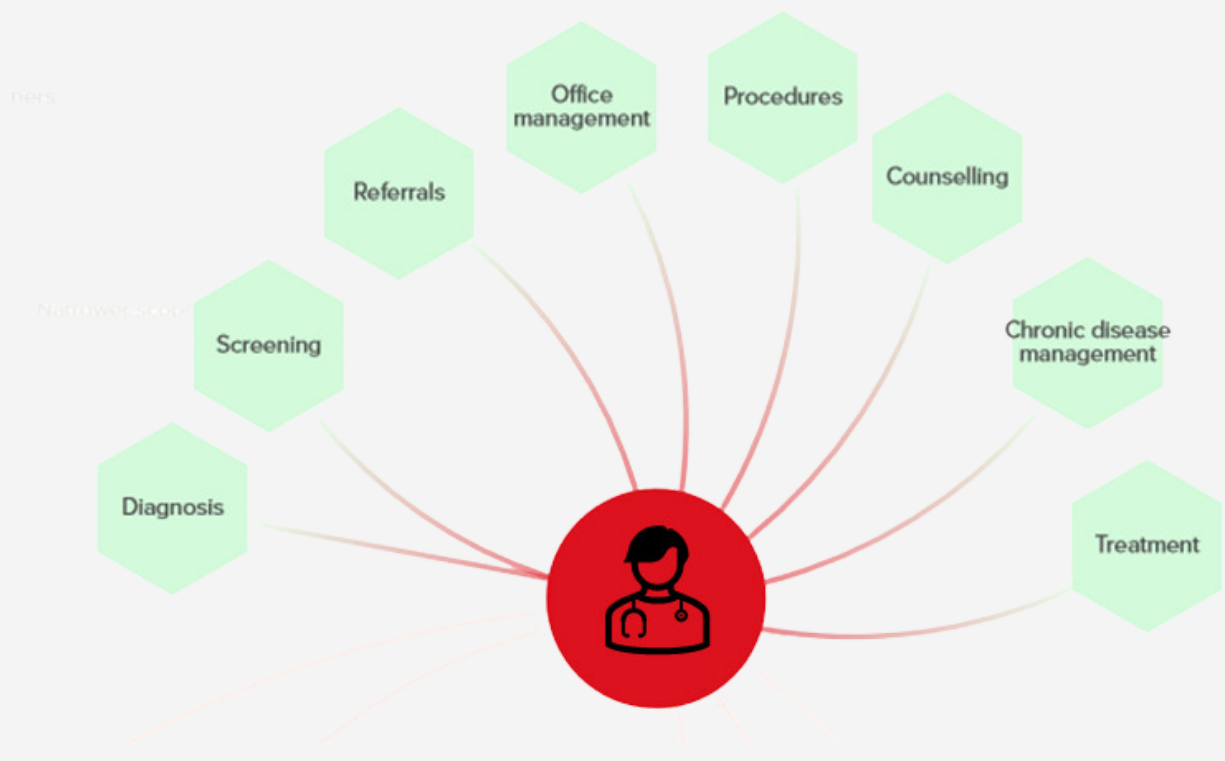 Office
management
Procedures
Counselling
Referrals
Chronic disease
management
Screening
Diagnosis
Treatment